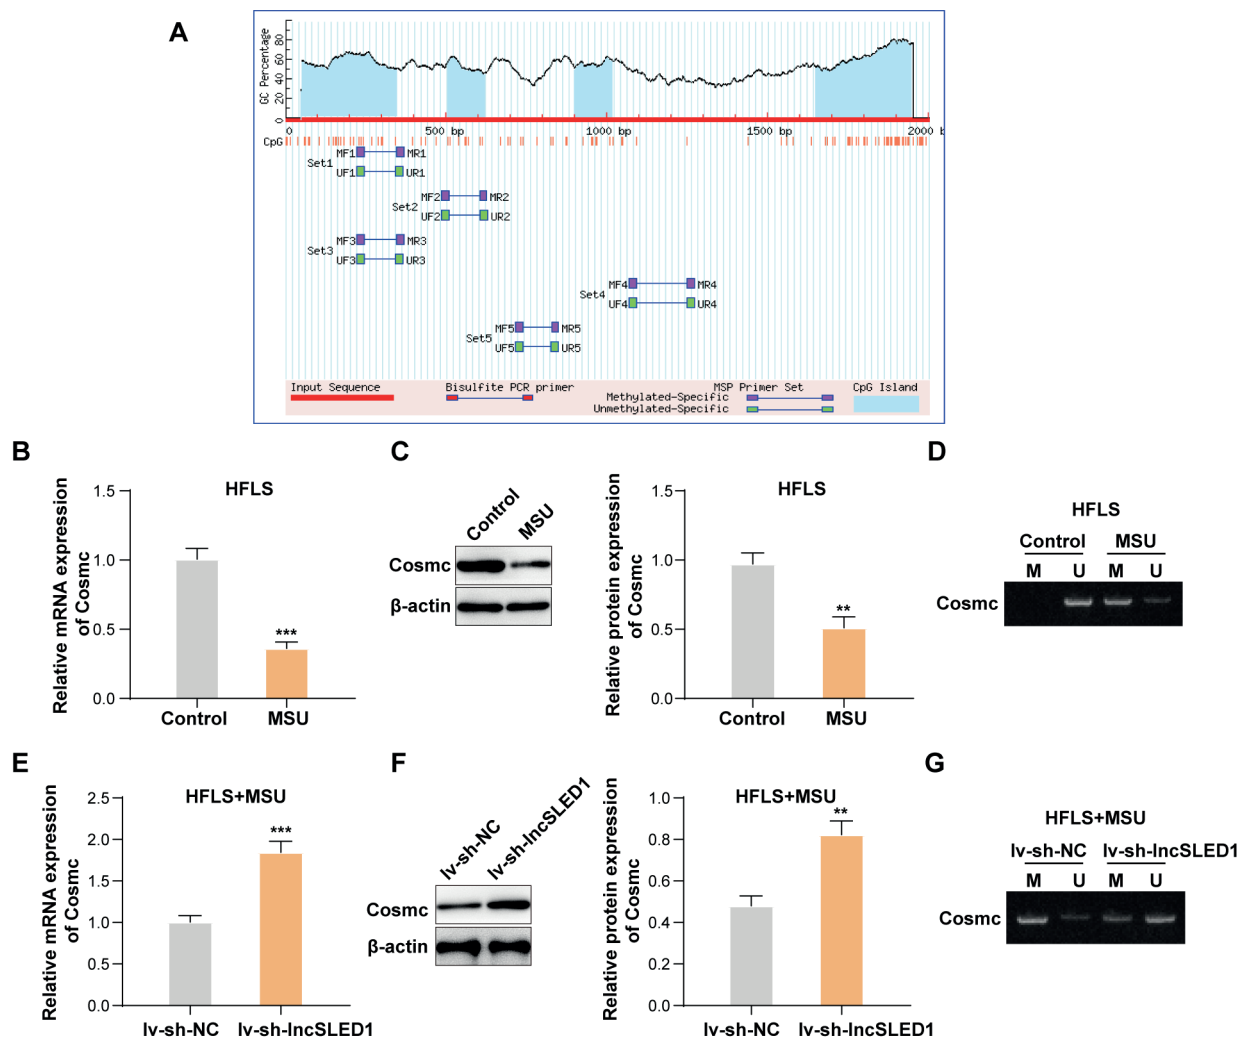 A
GC Percentage
0 20 40 60 80
0 500 bp 1000 bp 1500 bp 2000 b
CpG
MF1 MR1
Set1
UF1 UR1
MF2 MR2
Set2
UF2 UR2
MF3 MR3
Set3
UF3 UR3
MF4 MR4
Set4
UF4 UR4
MF5 MR5
Set5
UF5 UR5
Input Sequence Bisulfite PCR primer MSP Primer Set CpG Island
Methylated-Specific
Unmethylated-Specific
B
HFLS
Relative mRNA expression
of Cosmc
1.5
1.0
0.5
0.0
***
Control MSU
C
Control MSU
Cosmc
β-actin
HFLS
Relative protein expression
of Cosmc
1.5
1.0
0.5
0.0
**
Control MSU
D
HFLS
Control MSU
M U M U
Cosmc
E
HFLS+MSU
Relative mRNA expression
of Cosmc
2.5
2.0
1.5
1.0
0.5
0.0
***
lv-sh-NC lv-sh-lncSLED1
F
lv-sh-NC lv-sh-lncSLED1
Cosmc
β-actin
HFLS+MSU
Relative protein expression
of Cosmc
1.0
0.8
0.6
0.4
0.2
0.0
**
lv-sh-NC lv-sh-lncSLED1
G
HFLS+MSU
lv-sh-NC lv-sh-lncSLED1
M U M U
Cosmc